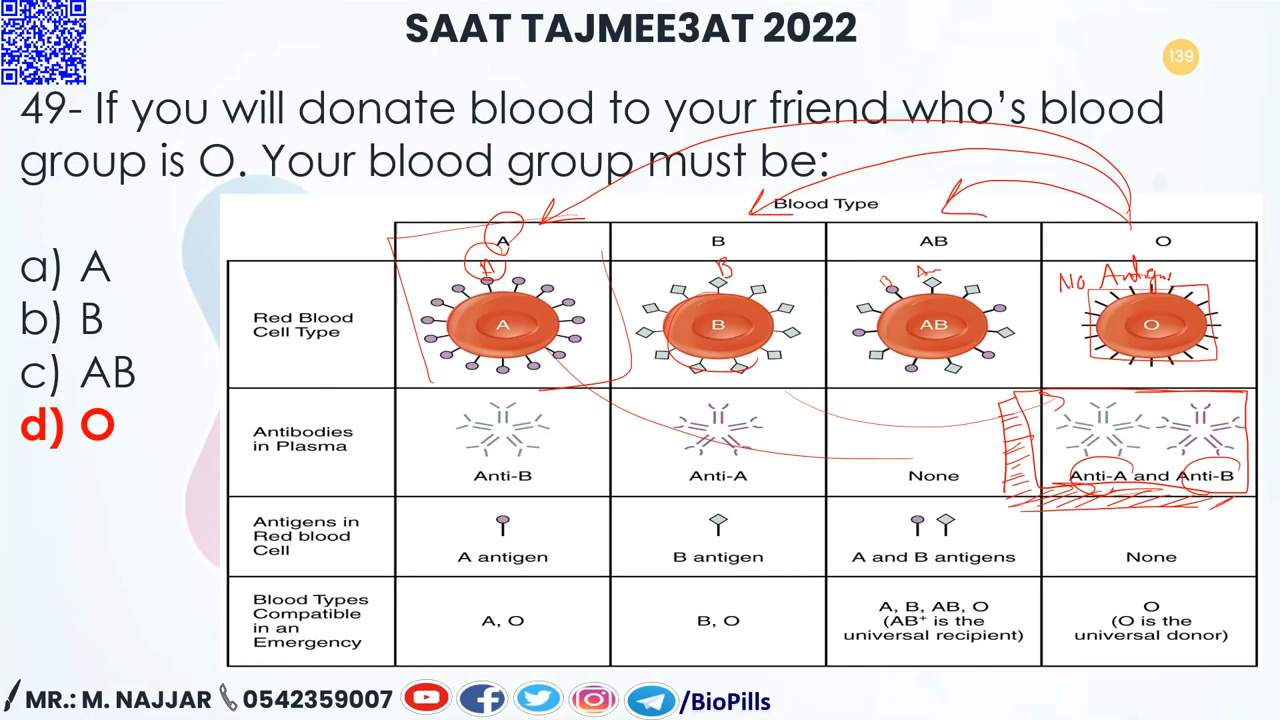 SAAT TAJMEE3AT 2022
139
49- If you will donate blood to your friend who's blood
group is O. Your blood group must be:
a) A
b) B
c) AB
d) O
Blood Type
A
B
AB
O
A
B
B
No Antigen
Red Blood
Cell Type
A
B
AB
O
Antibodies
in Plasma
Anti-B
Anti-A
None
Anti-A and Anti-B
Antigens in
Red blood
Cell
A antigen
B antigen
A and B antigens
None
Blood Types
Compatible
in an
Emergency
A, O
B, O
A, B, AB, O
(AB⁺ is the
universal recipient)
O
(O is the
universal donor)
MR.: M. NAJJAR 0542359007 /BioPills